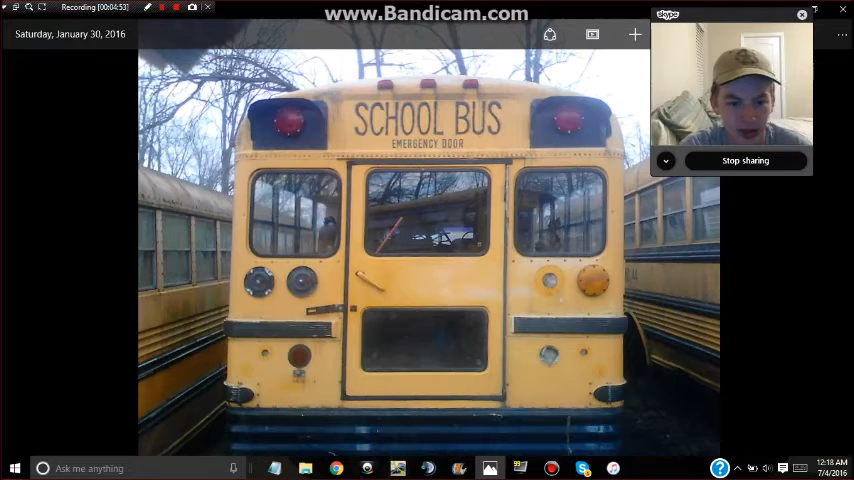 Recording [00:04:53]
www.Bandicam.com
Saturday, January 30, 2016
skype
Stop sharing
SCHOOL BUS
EMERGENCY DOOR
Ask me anything
99
12:18 AM
7/4/2016